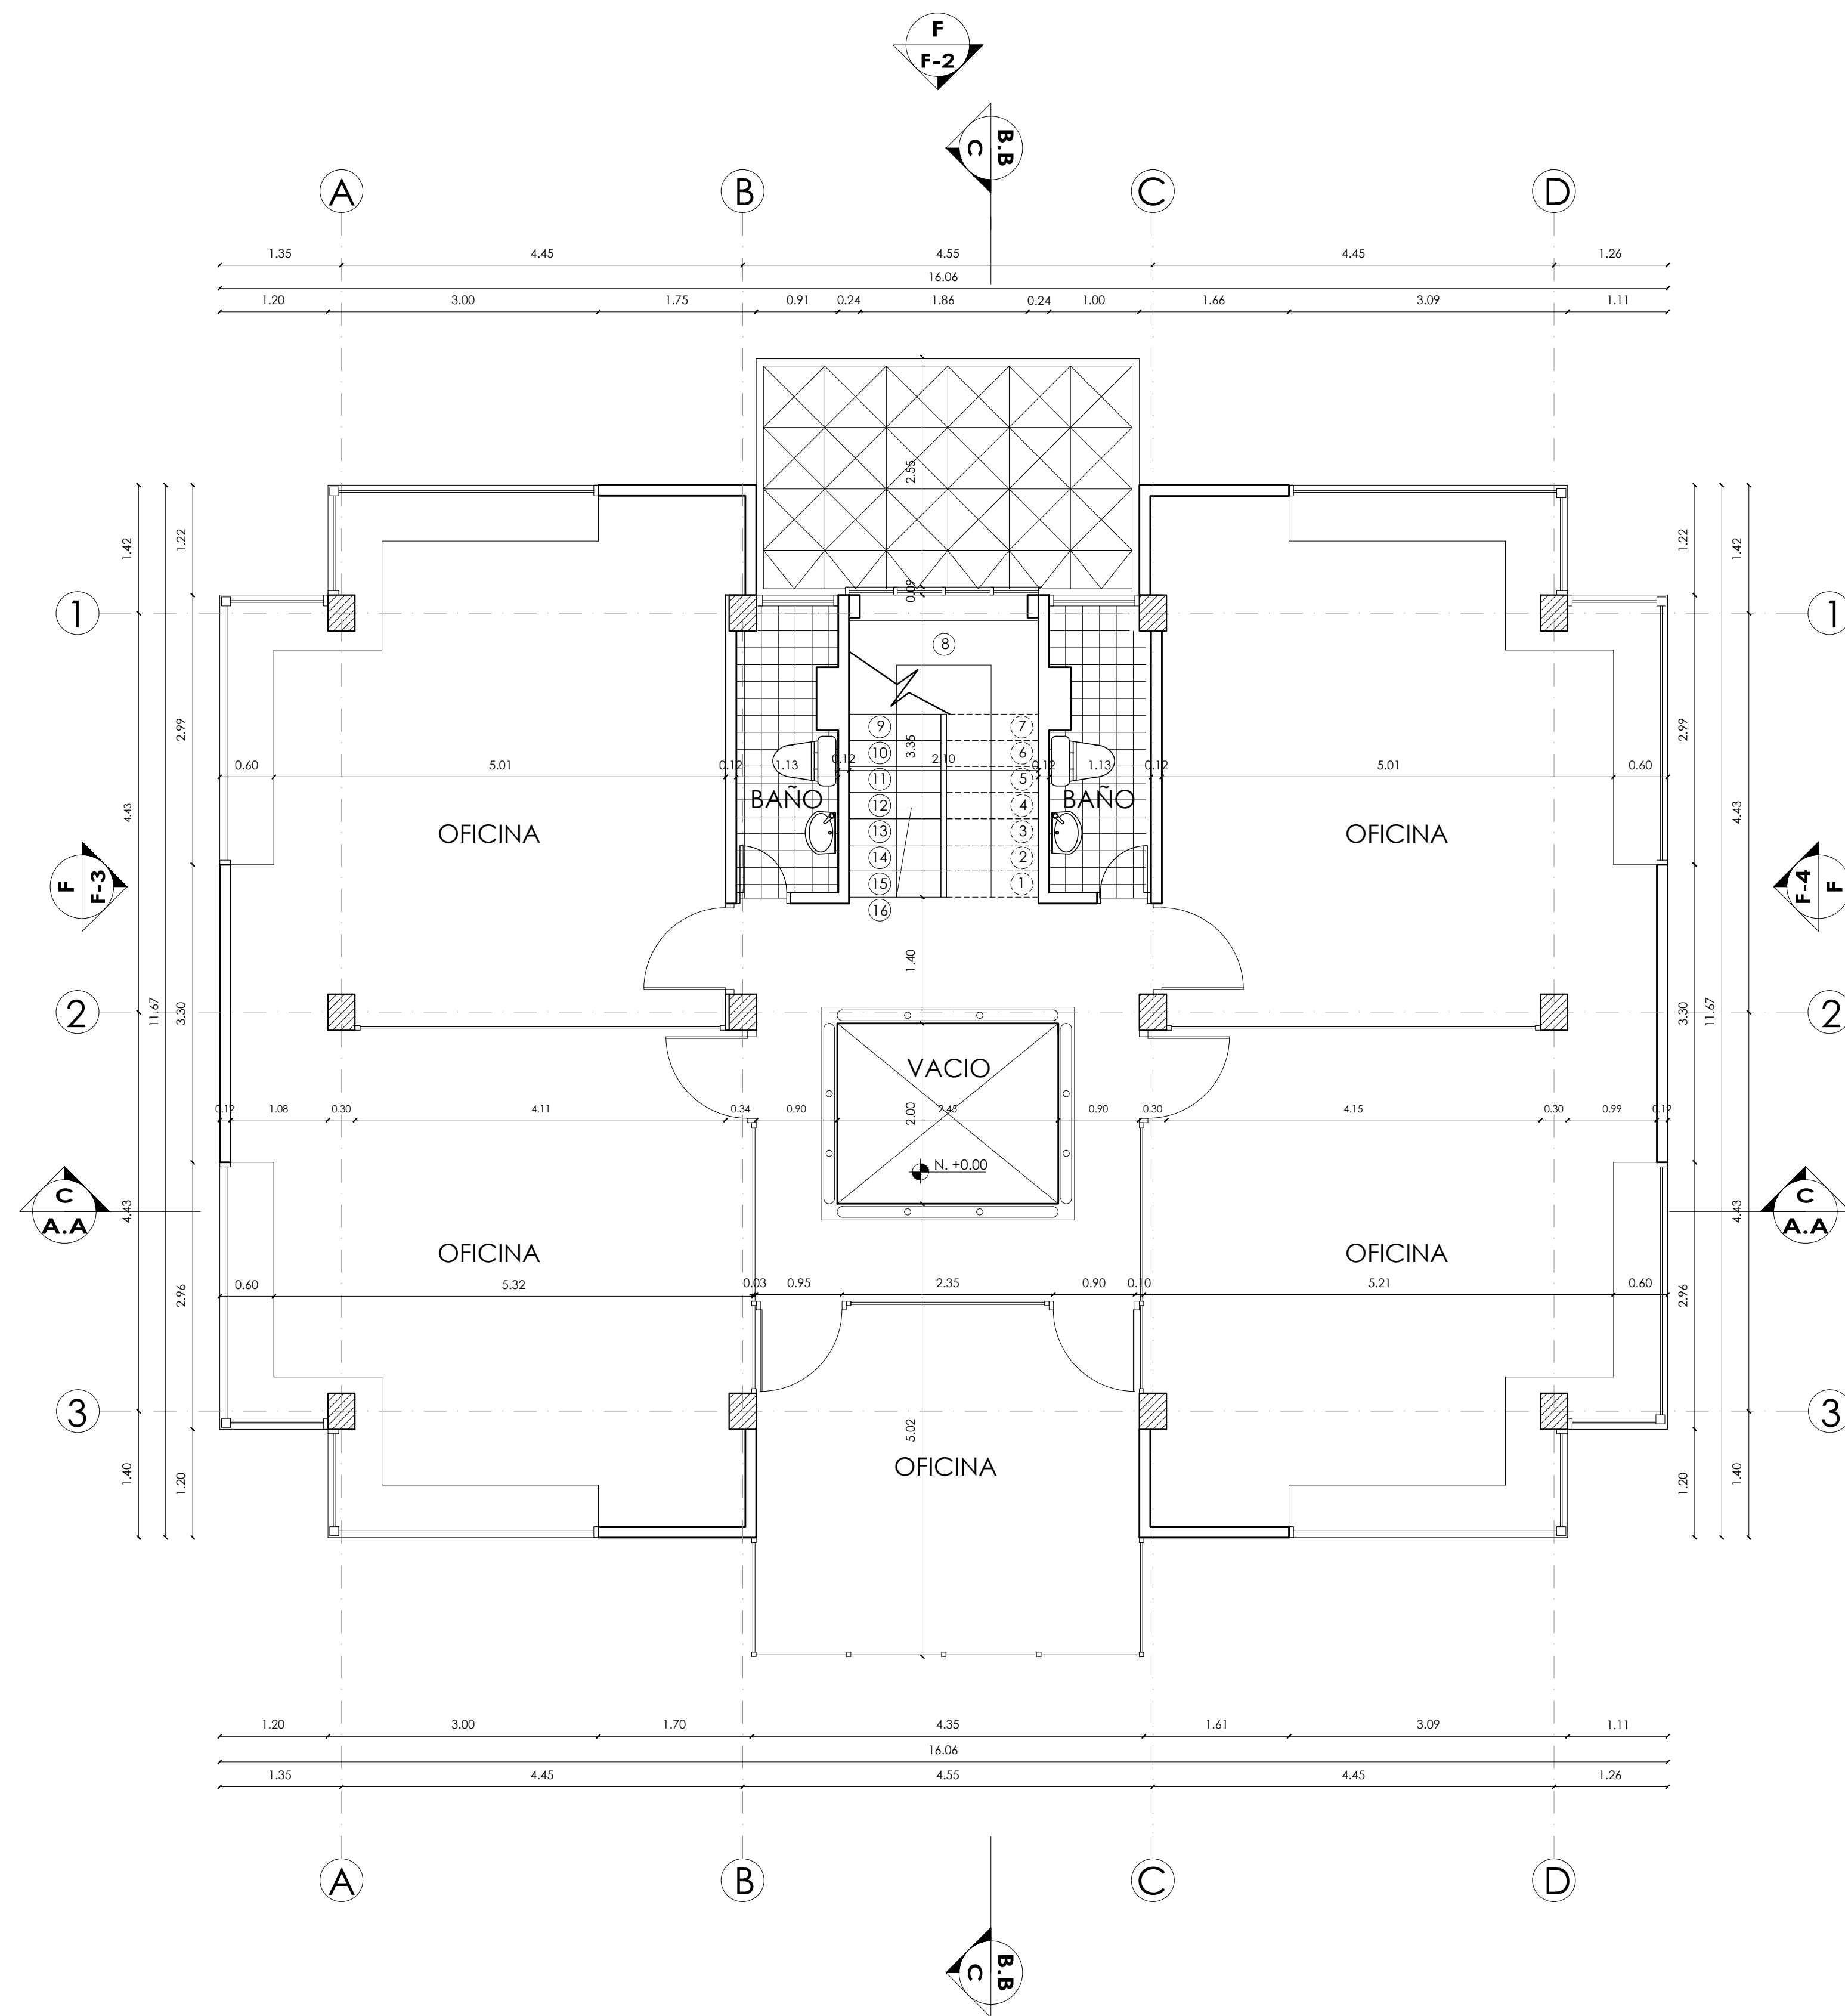 F
F-2
C
B.B
A B C D
1.35 4.45 4.55 4.45 1.26
16.06
1.20 3.00 1.75 0.91 0.24 1.86 0.24 1.00 1.66 3.09 1.11
2.55
1.42 1.22 1.22 1.42
0.09
1 1
8
9 7
10 6
11 5
12 4
13 3
14 2
15 1
16
2.99 3.35 2.99
0.60 5.01 0.12 1.13 0.12 2.10 0.12 1.13 0.12 5.01 0.60
BAÑO BAÑO
4.43 4.43
OFICINA OFICINA
F
F-3
F-4
F
1.40
2 2
11.67 3.30 3.30 11.67
VACIO
0.12 1.08 0.30 4.11 0.34 0.90 2.00 2.45 0.90 0.30 4.15 0.30 0.99 0.12
N. +0.00
C
A.A
C
A.A
4.43 4.43
OFICINA OFICINA
0.60 5.32 0.03 0.95 2.35 0.90 0.10 5.21 0.60
2.96 2.96
3 3
5.02
OFICINA
1.40 1.20 1.20 1.40
1.20 3.00 1.70 4.35 1.61 3.09 1.11
16.06
1.35 4.45 4.55 4.45 1.26
A B C D
C
B.B